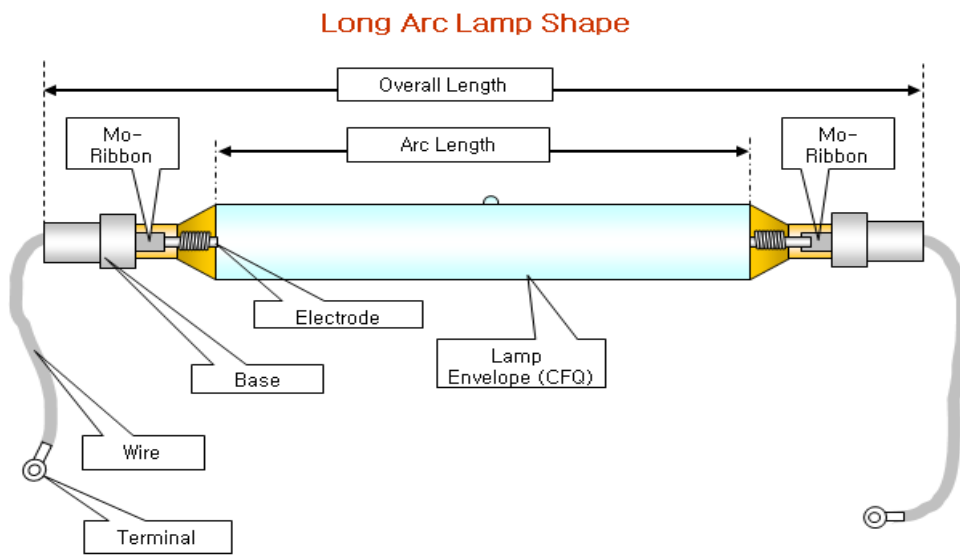 Long Arc Lamp Shape
Overall Length
Mo-
Ribbon
Arc Length
Mo-
Ribbon
Electrode
Lamp
Envelope (CFQ)
Base
Wire
Terminal